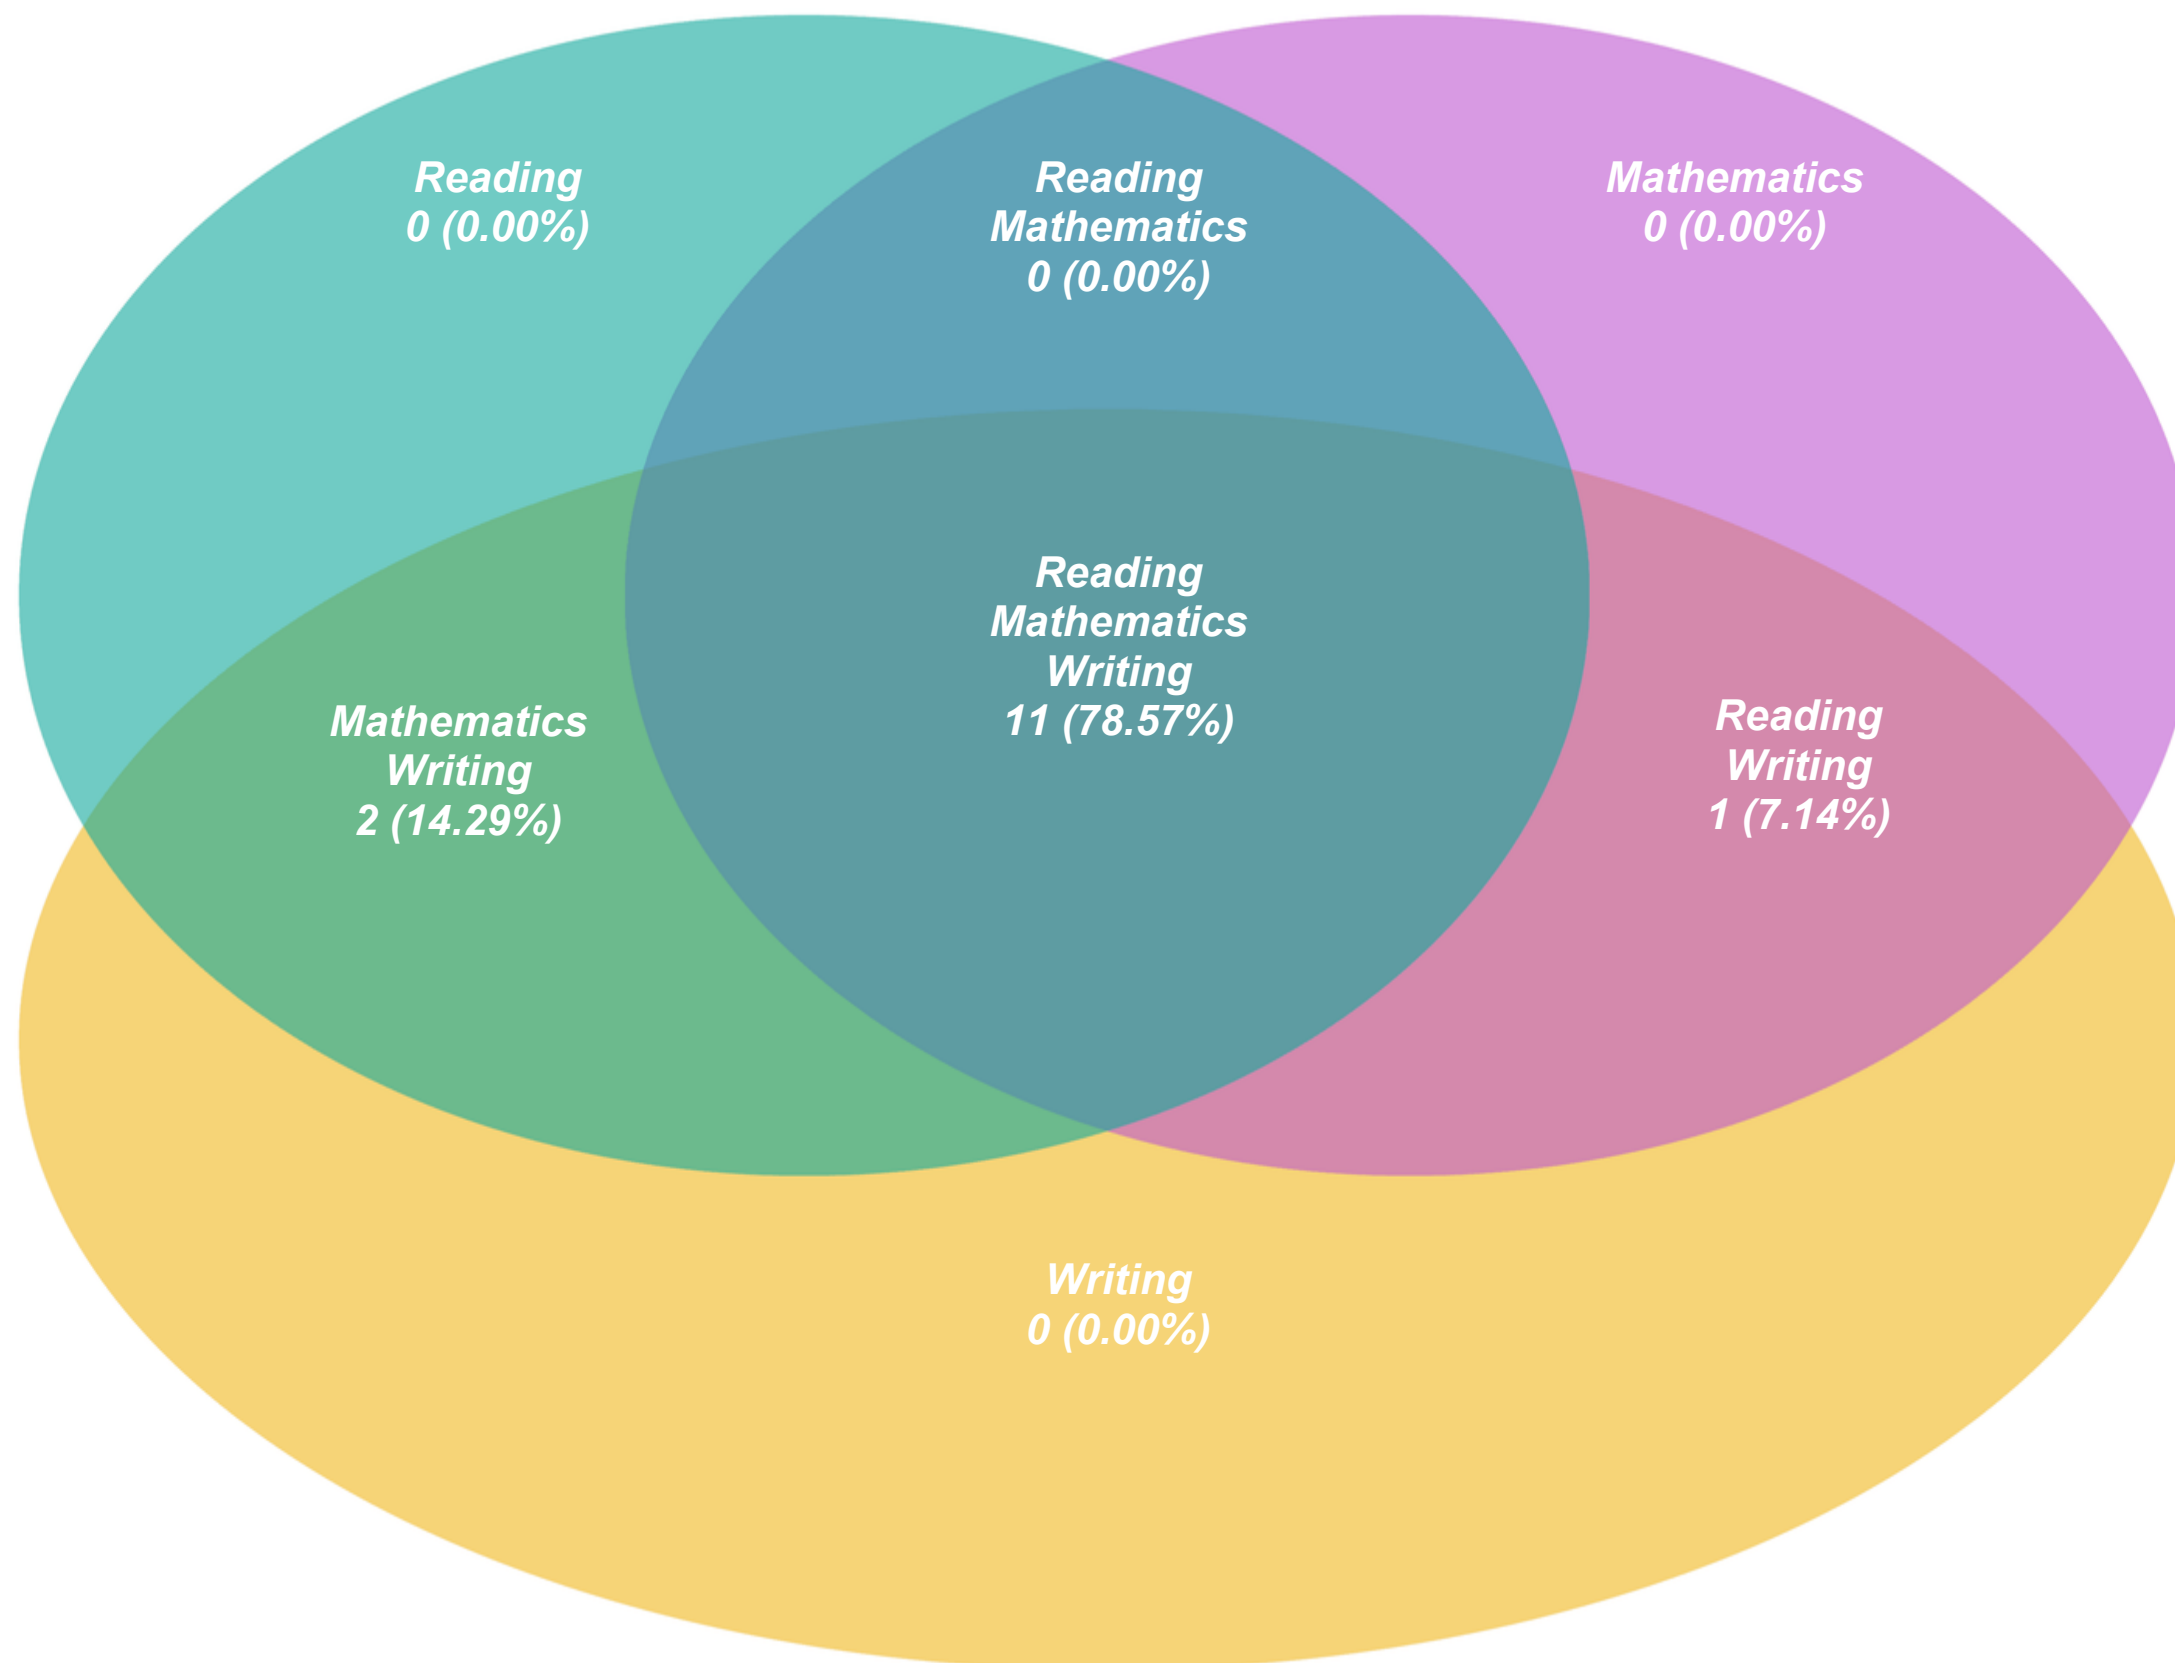 Reading
0 (0.00%)
Reading
Mathematics
0 (0.00%)
Mathematics
0 (0.00%)
Reading
Mathematics
Writing
11 (78.57%)
Mathematics
Writing
2 (14.29%)
Reading
Writing
1 (7.14%)
Writing
0 (0.00%)